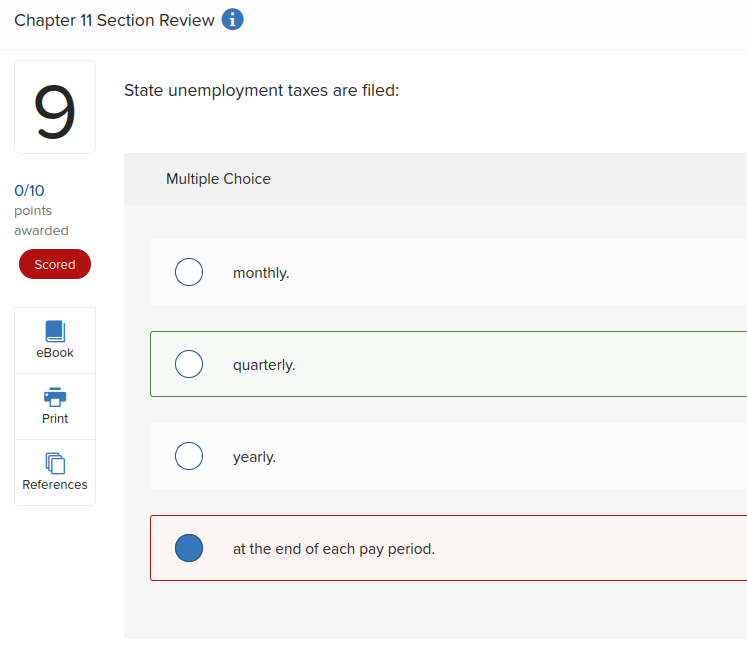 Chapter 11 Section Review i
9
State unemployment taxes are filed:
Multiple Choice
0/10
points
awarded
Scored
monthly.
eBook
quarterly.
Print
yearly.
References
at the end of each pay period.